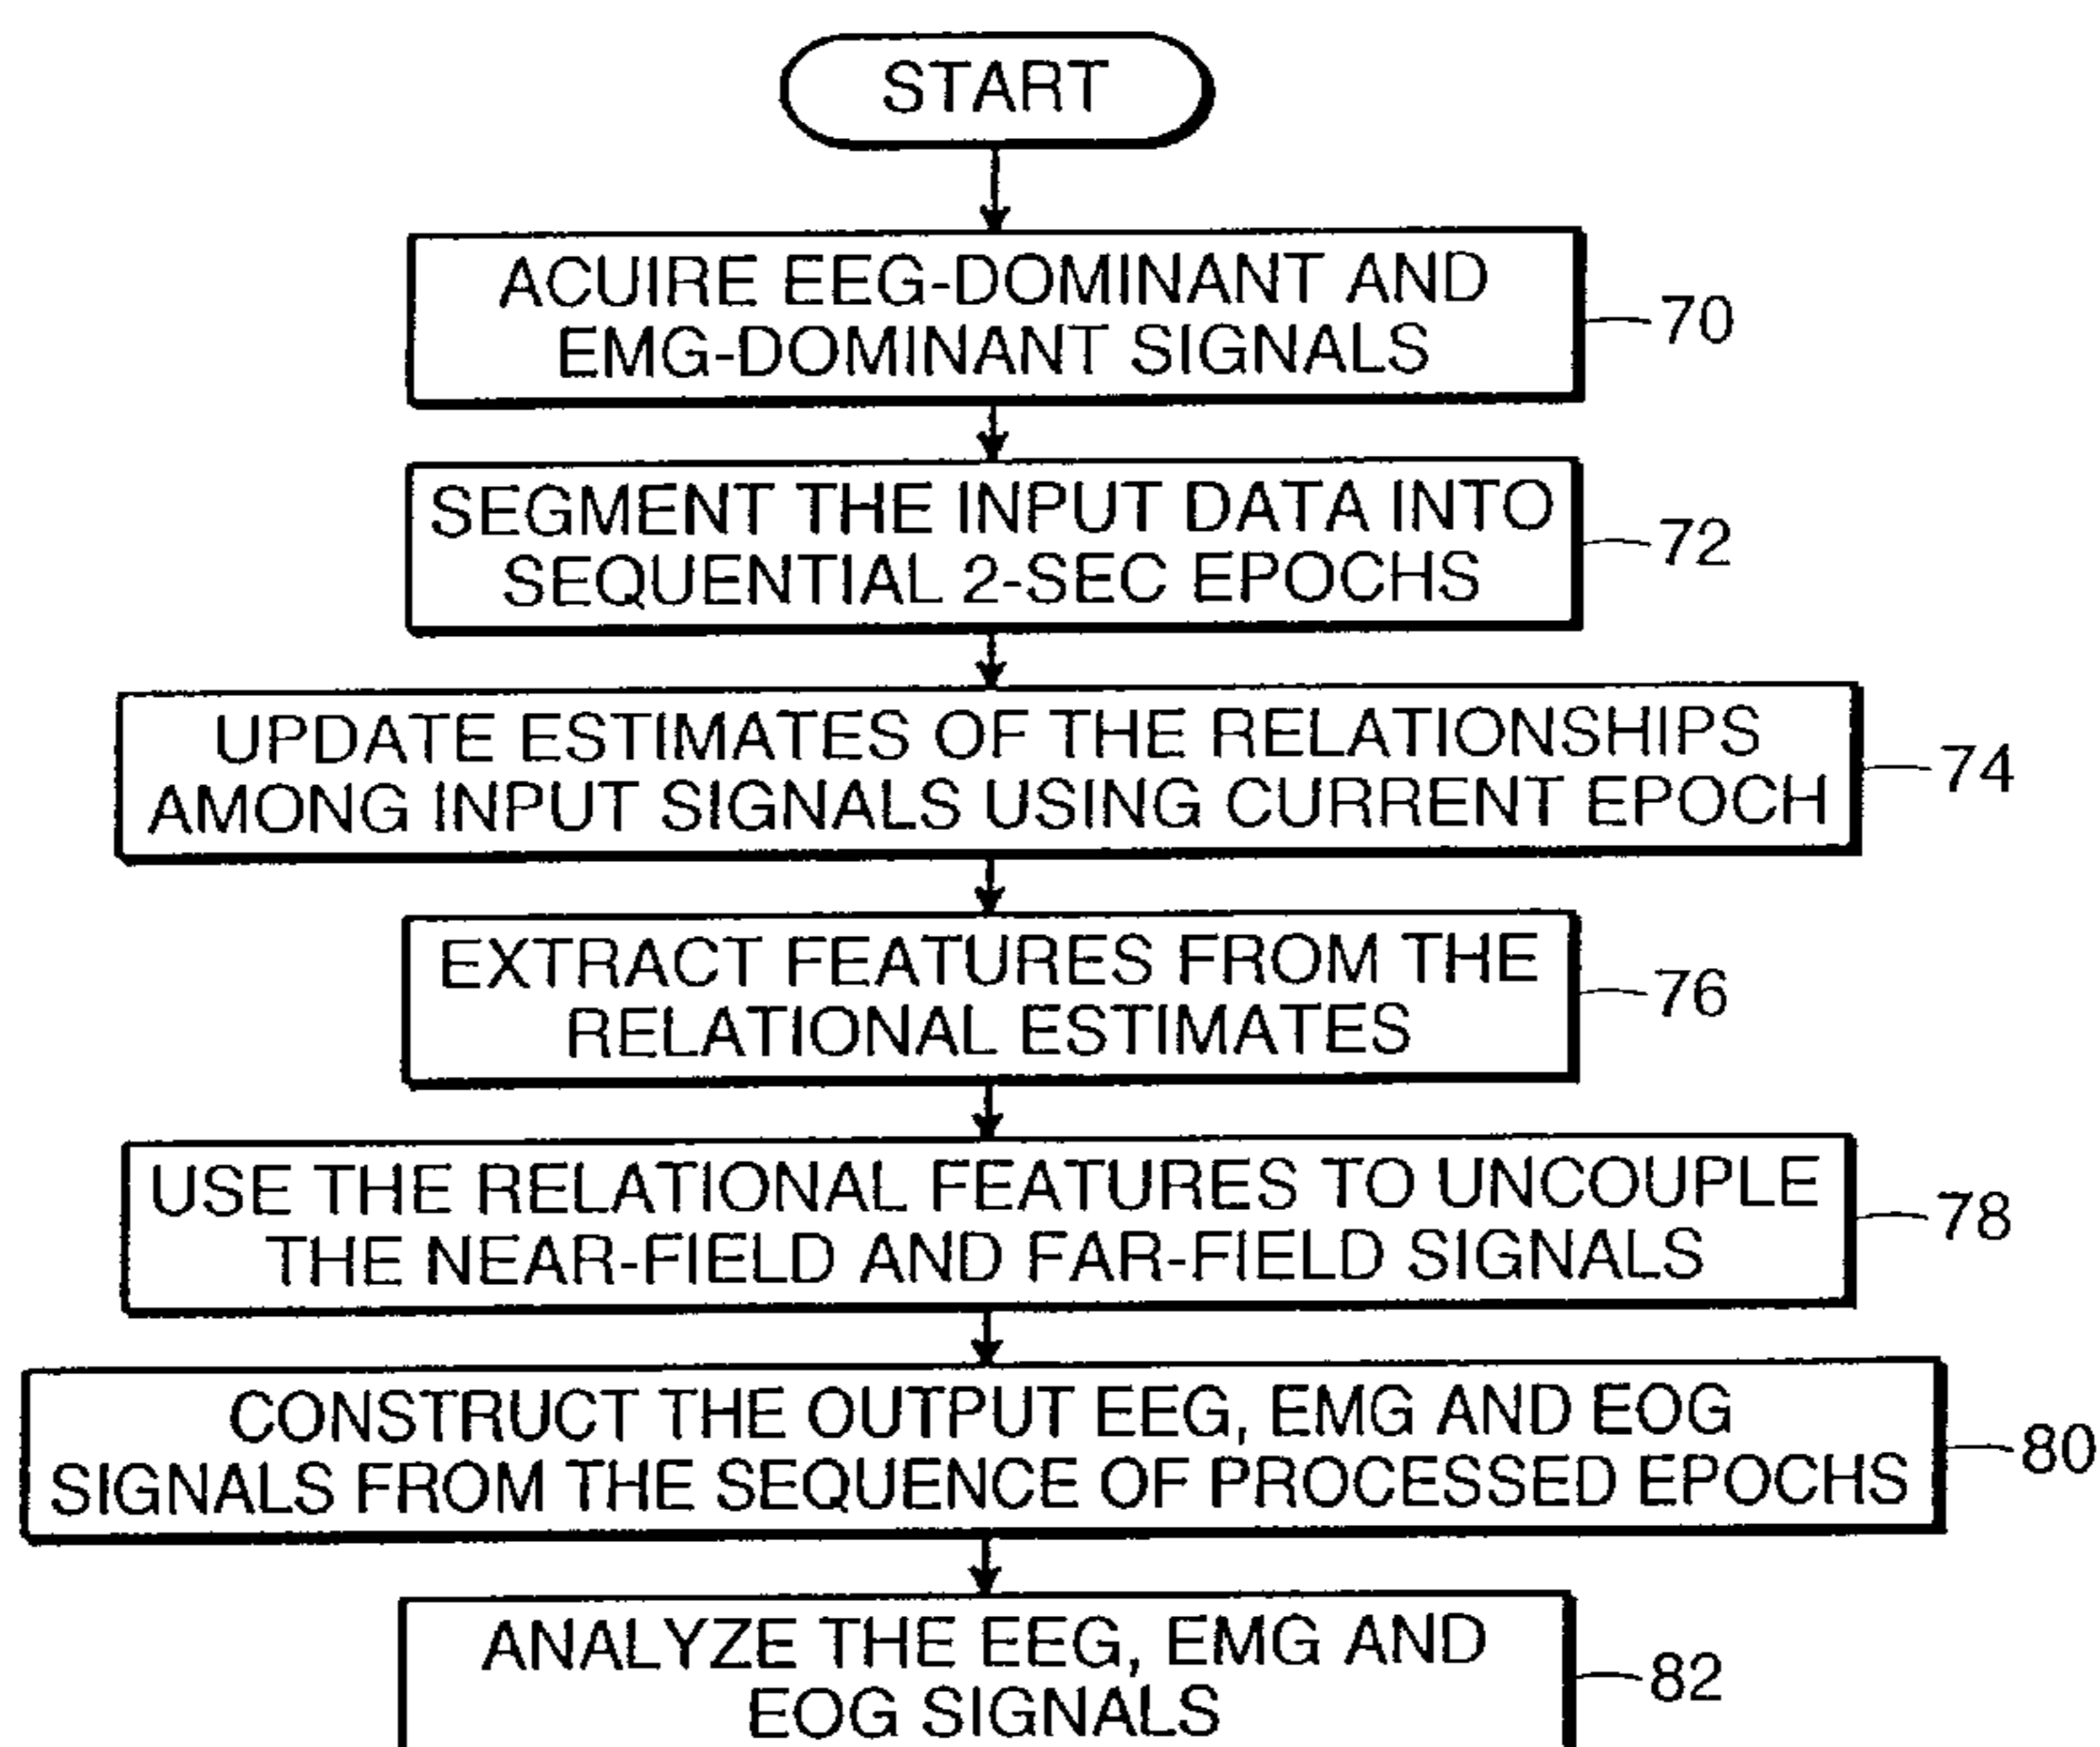 START
ACUIRE EEG-DOMINANT AND
EMG-DOMINANT SIGNALS
70
SEGMENT THE INPUT DATA INTO
SEQUENTIAL 2-SEC EPOCHS
72
UPDATE ESTIMATES OF THE RELATIONSHIPS
AMONG INPUT SIGNALS USING CURRENT EPOCH
74
EXTRACT FEATURES FROM THE
RELATIONAL ESTIMATES
76
USE THE RELATIONAL FEATURES TO UNCOUPLE
THE NEAR-FIELD AND FAR-FIELD SIGNALS
78
CONSTRUCT THE OUTPUT EEG, EMG AND EOG
SIGNALS FROM THE SEQUENCE OF PROCESSED EPOCHS
80
ANALYZE THE EEG, EMG AND
EOG SIGNALS
82